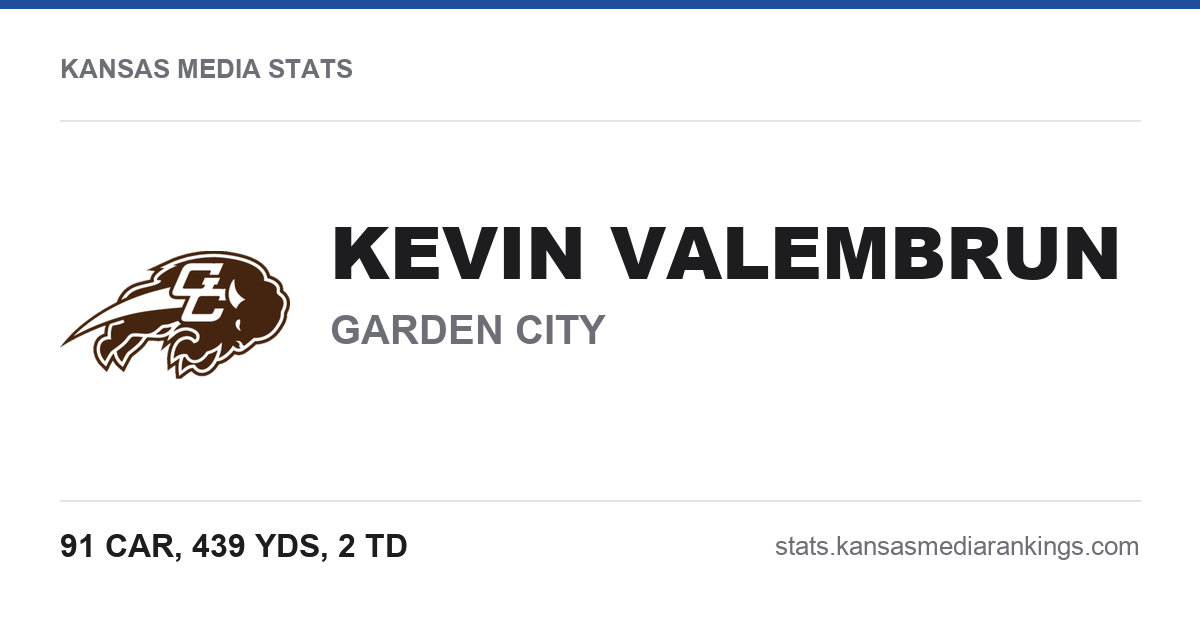 KANSAS MEDIA STATS
GC
KEVIN VALEMBRUN
GARDEN CITY
91 CAR, 439 YDS, 2 TD
stats.kansasmediarankings.com